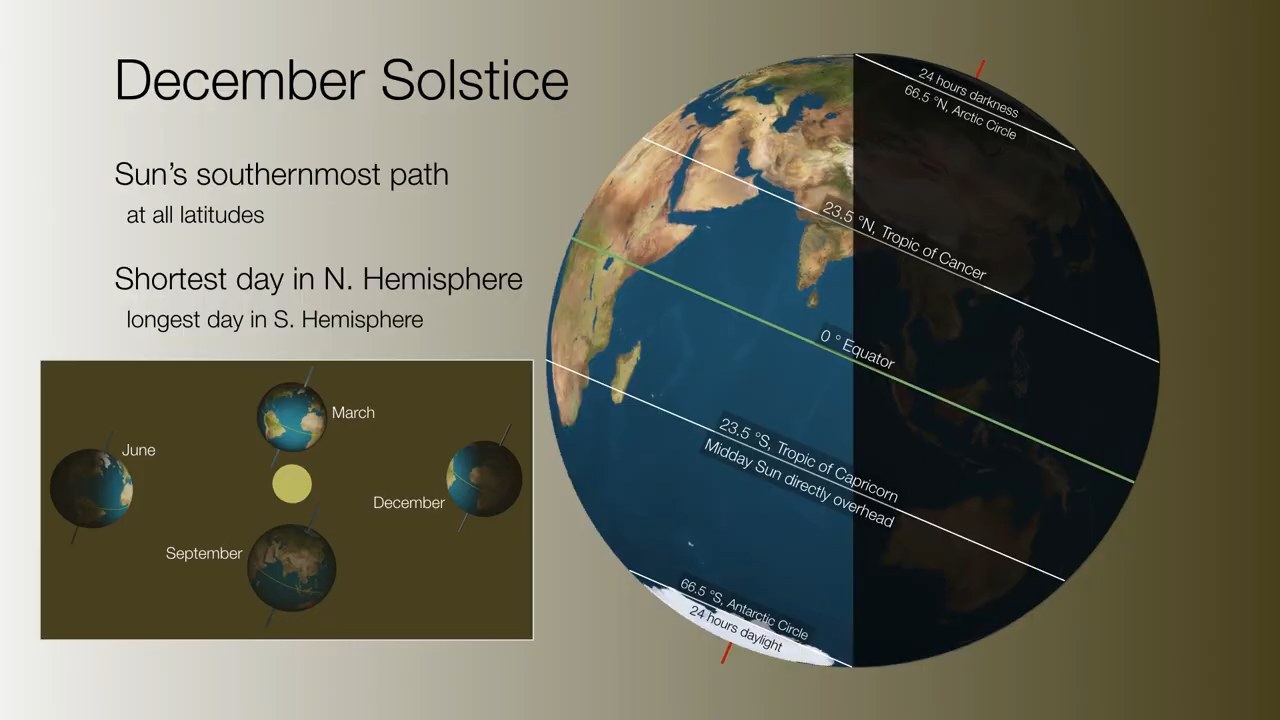 December Solstice
Sun’s southernmost path
at all latitudes
Shortest day in N. Hemisphere
longest day in S. Hemisphere
March
June
December
September
24 hours darkness
66.5 °N, Arctic Circle
23.5 °N, Tropic of Cancer
0 ° Equator
23.5 °S, Tropic of Capricorn
Midday Sun directly overhead
66.5 °S, Antarctic Circle
24 hours daylight